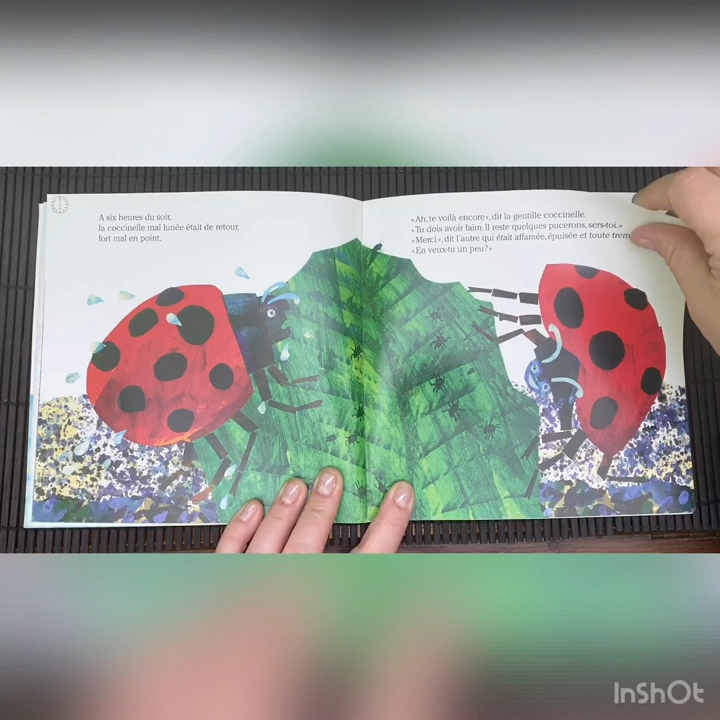 A six heures du soir,
la coccinelle mal lunée était de retour,
fort mal en point.
«Ah, te voilà encore», dit la gentille coccinelle.
«Tu dois avoir faim. Il reste quelques pucerons, sers-toi.»
«Merci», dit l'autre qui était affamée, épuisée et toute
«En veux-tu un peu?»
InShOt